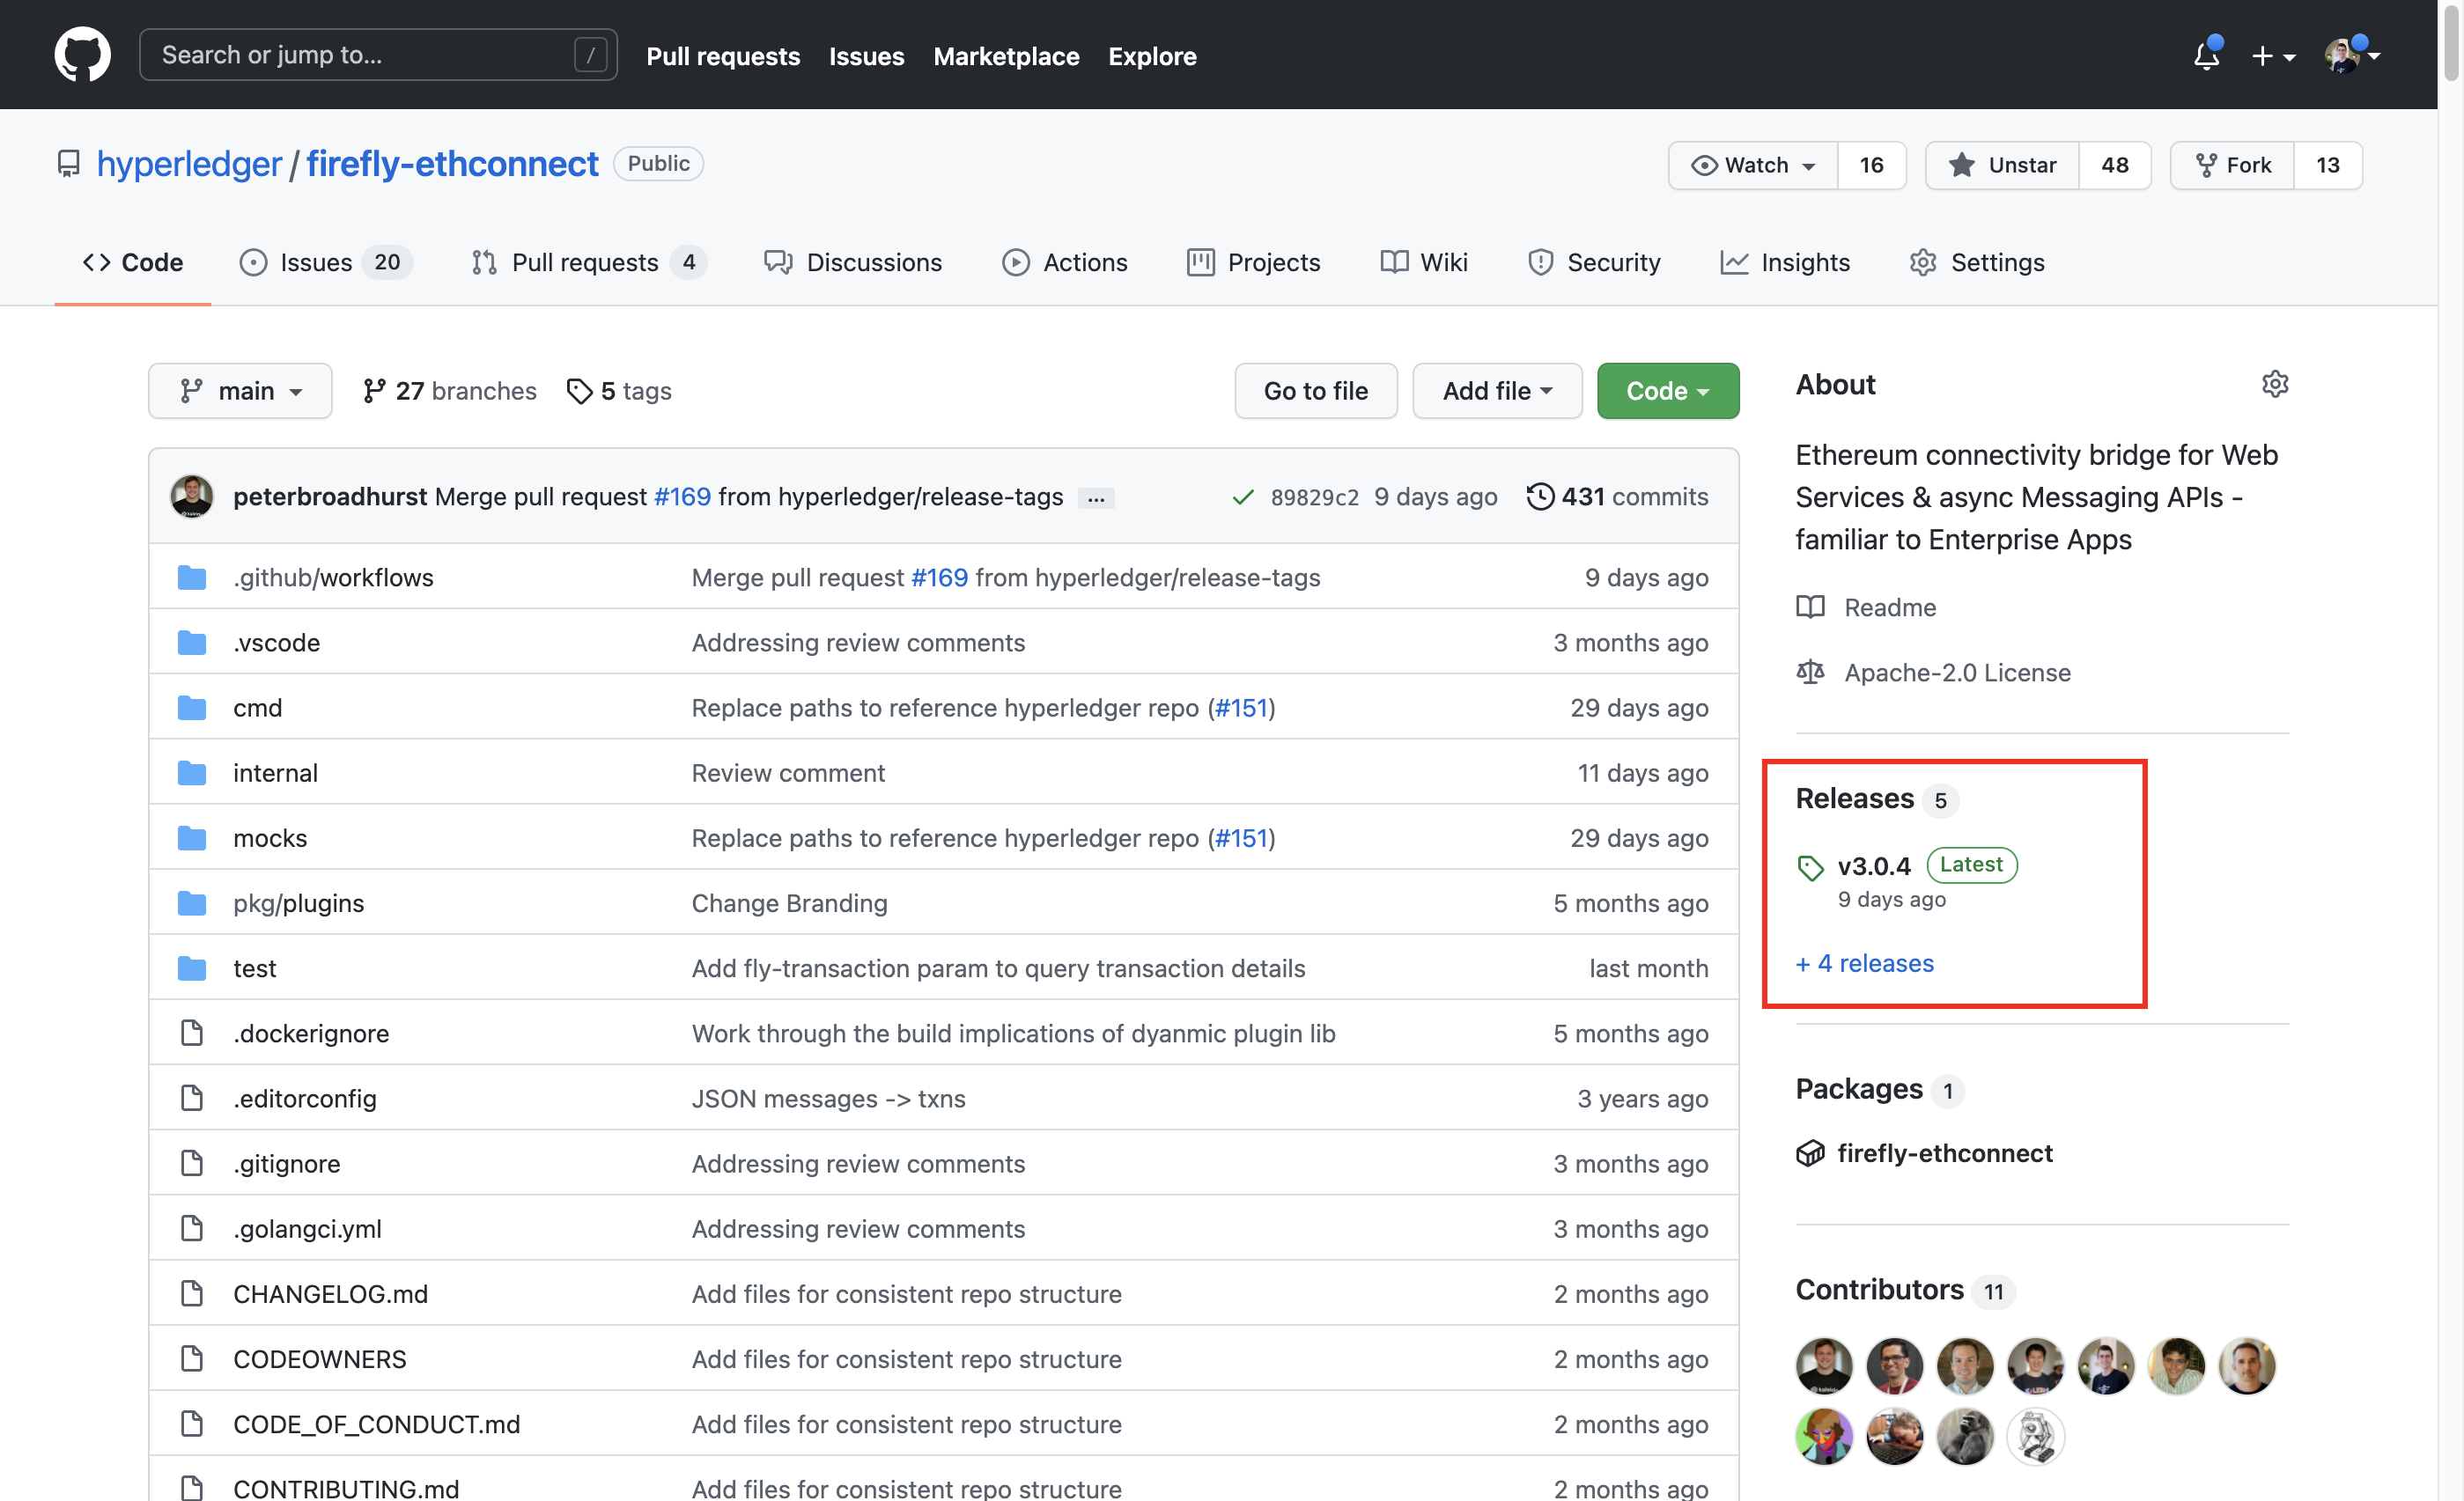 Search or jump to... /
Pull requests Issues Marketplace Explore
hyperledger / firefly-ethconnect Public
Watch 16 Unstar 48 Fork 13
Code Issues 20 Pull requests 4 Discussions Actions Projects Wiki Security Insights Settings
main 27 branches 5 tags Go to file Add file Code
peterbroadhurst Merge pull request #169 from hyperledger/release-tags ... 89829c2 9 days ago 431 commits
.github/workflows Merge pull request #169 from hyperledger/release-tags 9 days ago
.vscode Addressing review comments 3 months ago
cmd Replace paths to reference hyperledger repo (#151) 29 days ago
internal Review comment 11 days ago
mocks Replace paths to reference hyperledger repo (#151) 29 days ago
pkg/plugins Change Branding 5 months ago
test Add fly-transaction param to query transaction details last month
.dockerignore Work through the build implications of dyanmic plugin lib 5 months ago
.editorconfig JSON messages -> txns 3 years ago
.gitignore Addressing review comments 3 months ago
.golangci.yml Addressing review comments 3 months ago
CHANGELOG.md Add files for consistent repo structure 2 months ago
CODEOWNERS Add files for consistent repo structure 2 months ago
CODE_OF_CONDUCT.md Add files for consistent repo structure 2 months ago
CONTRIBUTING.md Add files for consistent repo structure 2 months ago
About
Ethereum connectivity bridge for Web
Services & async Messaging APIs -
familiar to Enterprise Apps
Readme
Apache-2.0 License
Releases 5
v3.0.4 Latest
9 days ago
+ 4 releases
Packages 1
firefly-ethconnect
Contributors 11